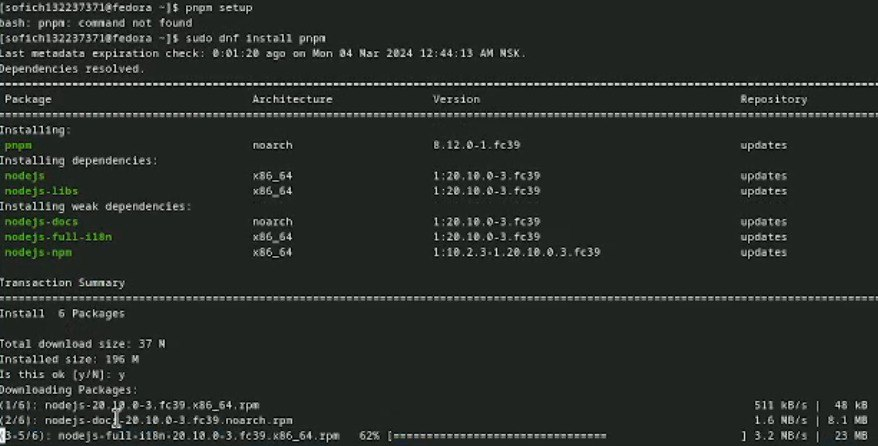 [sofich132237371@fedora ~]$ pnpm setup
bash: pnpm: command not found
[sofich132237371@fedora ~]$ sudo dnf install pnpm
Last metadata expiration check: 0:01:20 ago on Mon 04 Mar 2024 12:44:13 AM MSK.
Dependencies resolved.
Package Architecture Version Repository
Installing:
pnpm noarch 8.12.0-1.fc39 updates
Installing dependencies:
nodejs x86_64 1:20.10.0-3.fc39 updates
nodejs-libs x86_64 1:20.10.0-3.fc39 updates
Installing weak dependencies:
nodejs-docs noarch 1:20.10.0-3.fc39 updates
nodejs-full-i18n x86_64 1:20.10.0-3.fc39 updates
nodejs-npm x86_64 1:10.2.3-1.20.10.0.3.fc39 updates
Transaction Summary
Install 6 Packages
Total download size: 37 M
Installed size: 196 M
Is this ok [y/N]: y
Downloading Packages:
(1/6): nodejs-20.10.0-3.fc39.x86_64.rpm 511 kB/s | 48 kB
(2/6): nodejs-docs-20.10.0-3.fc39.noarch.rpm 1.6 MB/s | 8.1 MB
(3-5/6): nodejs-full-i18n-20.10.0-3.fc39.x86_64.rpm 62% [=============================== ] 3.2 MB/s | 23 MB